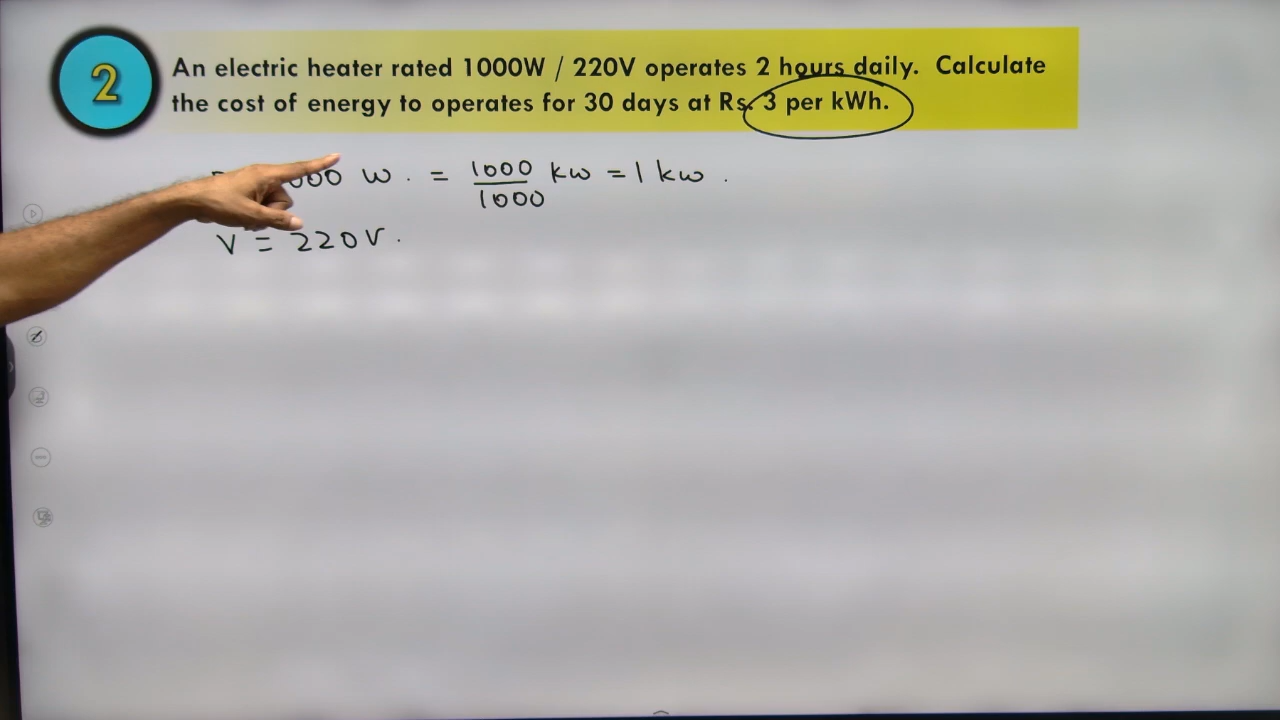 2
An electric heater rated 1000W / 220V operates 2 hours daily. Calculate
the cost of energy to operates for 30 days at Rs. 3 per kWh.
W . = 1000/1000 kw = 1 kw .
V = 220V .